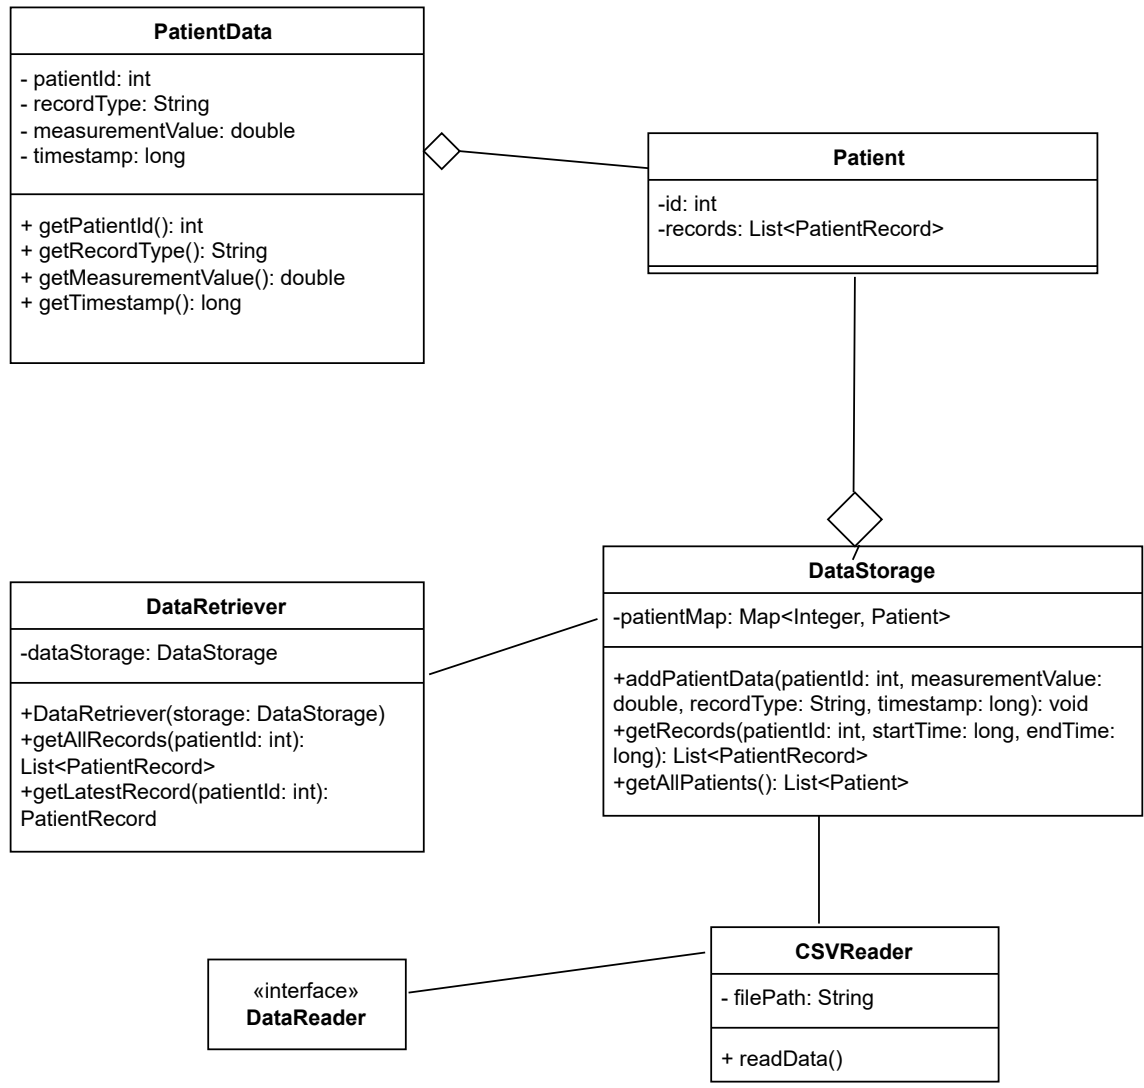 PatientData
- patientId: int
- recordType: String
- measurementValue: double
- timestamp: long
+ getPatientId(): int
+ getRecordType(): String
+ getMeasurementValue(): double
+ getTimestamp(): long
Patient
-id: int
-records: List<PatientRecord>
DataRetriever
-dataStorage: DataStorage
+DataRetriever(storage: DataStorage)
+getAllRecords(patientId: int):
List<PatientRecord>
+getLatestRecord(patientId: int):
PatientRecord
DataStorage
-patientMap: Map<Integer, Patient>
+addPatientData(patientId: int, measurementValue:
double, recordType: String, timestamp: long): void
+getRecords(patientId: int, startTime: long, endTime:
long): List<PatientRecord>
+getAllPatients(): List<Patient>
«interface»
DataReader
CSVReader
- filePath: String
+ readData()